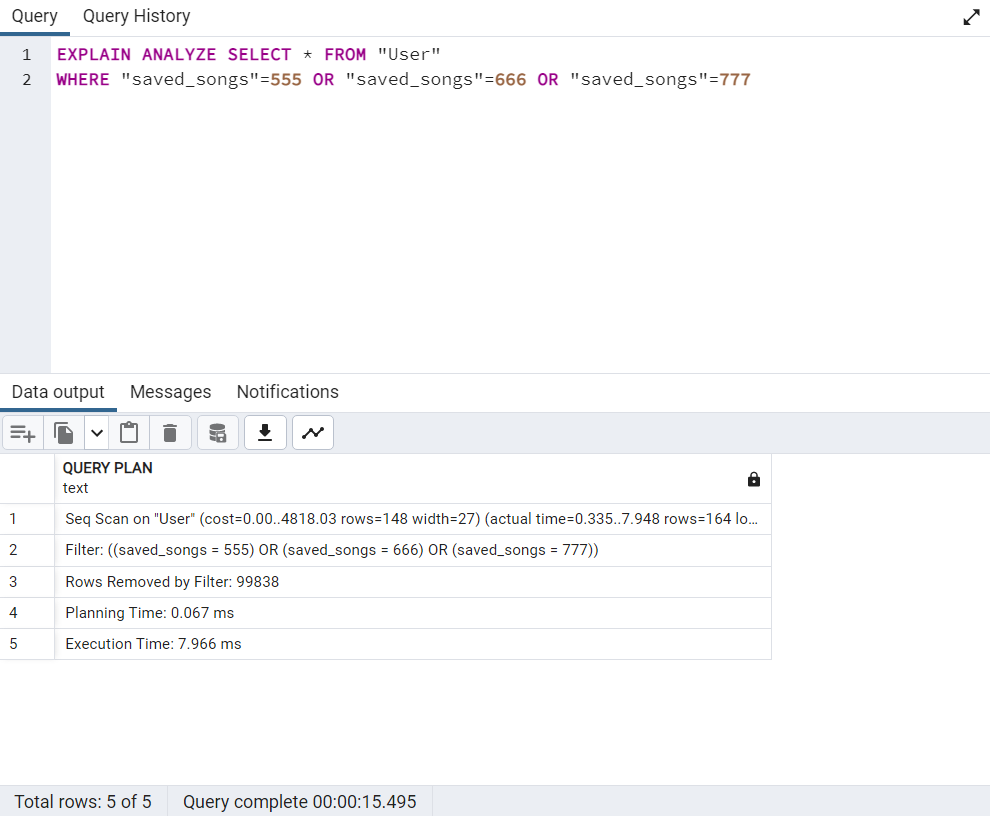 Query Query History
1 EXPLAIN ANALYZE SELECT * FROM "User"
2 WHERE "saved_songs"=555 OR "saved_songs"=666 OR "saved_songs"=777
Data output Messages Notifications
QUERY PLAN
text
1 Seq Scan on "User" (cost=0.00..4818.03 rows=148 width=27) (actual time=0.335..7.948 rows=164 lo...
2 Filter: ((saved_songs = 555) OR (saved_songs = 666) OR (saved_songs = 777))
3 Rows Removed by Filter: 99838
4 Planning Time: 0.067 ms
5 Execution Time: 7.966 ms
Total rows: 5 of 5 Query complete 00:00:15.495